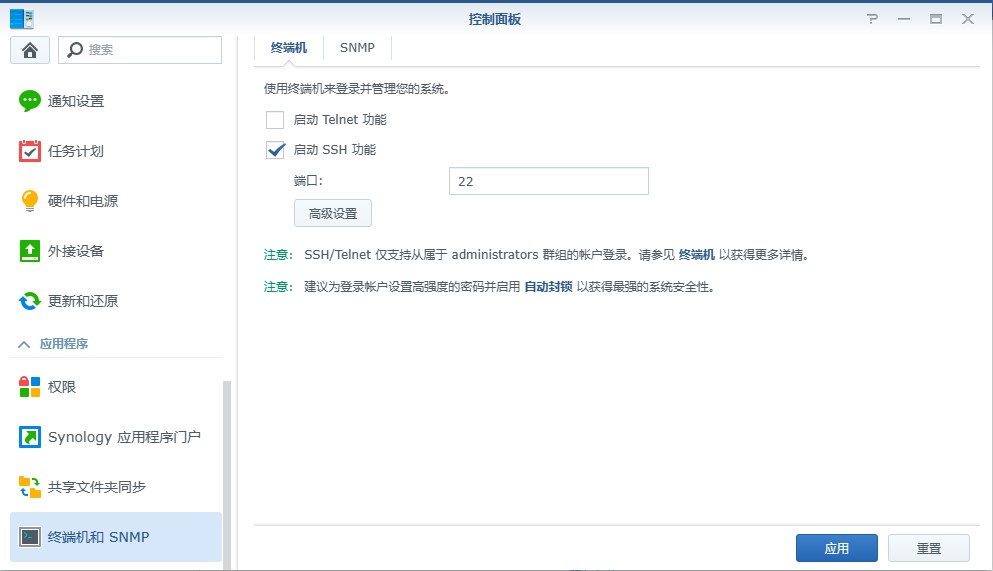 控制面板
搜索
通知设置
任务计划
硬件和电源
外接设备
更新和还原
应用程序
权限
Synology 应用程序门户
共享文件夹同步
终端机和 SNMP
终端机
SNMP
使用终端机来登录并管理您的系统。
启动 Telnet 功能
启动 SSH 功能
端口:
22
高级设置
注意: SSH/Telnet 仅支持从属于 administrators 群组的帐户登录。请参见 终端机 以获得更多详情。
注意: 建议为登录帐户设置高强度的密码并启用 自动封锁 以获得最强的系统安全性。
应用
重置